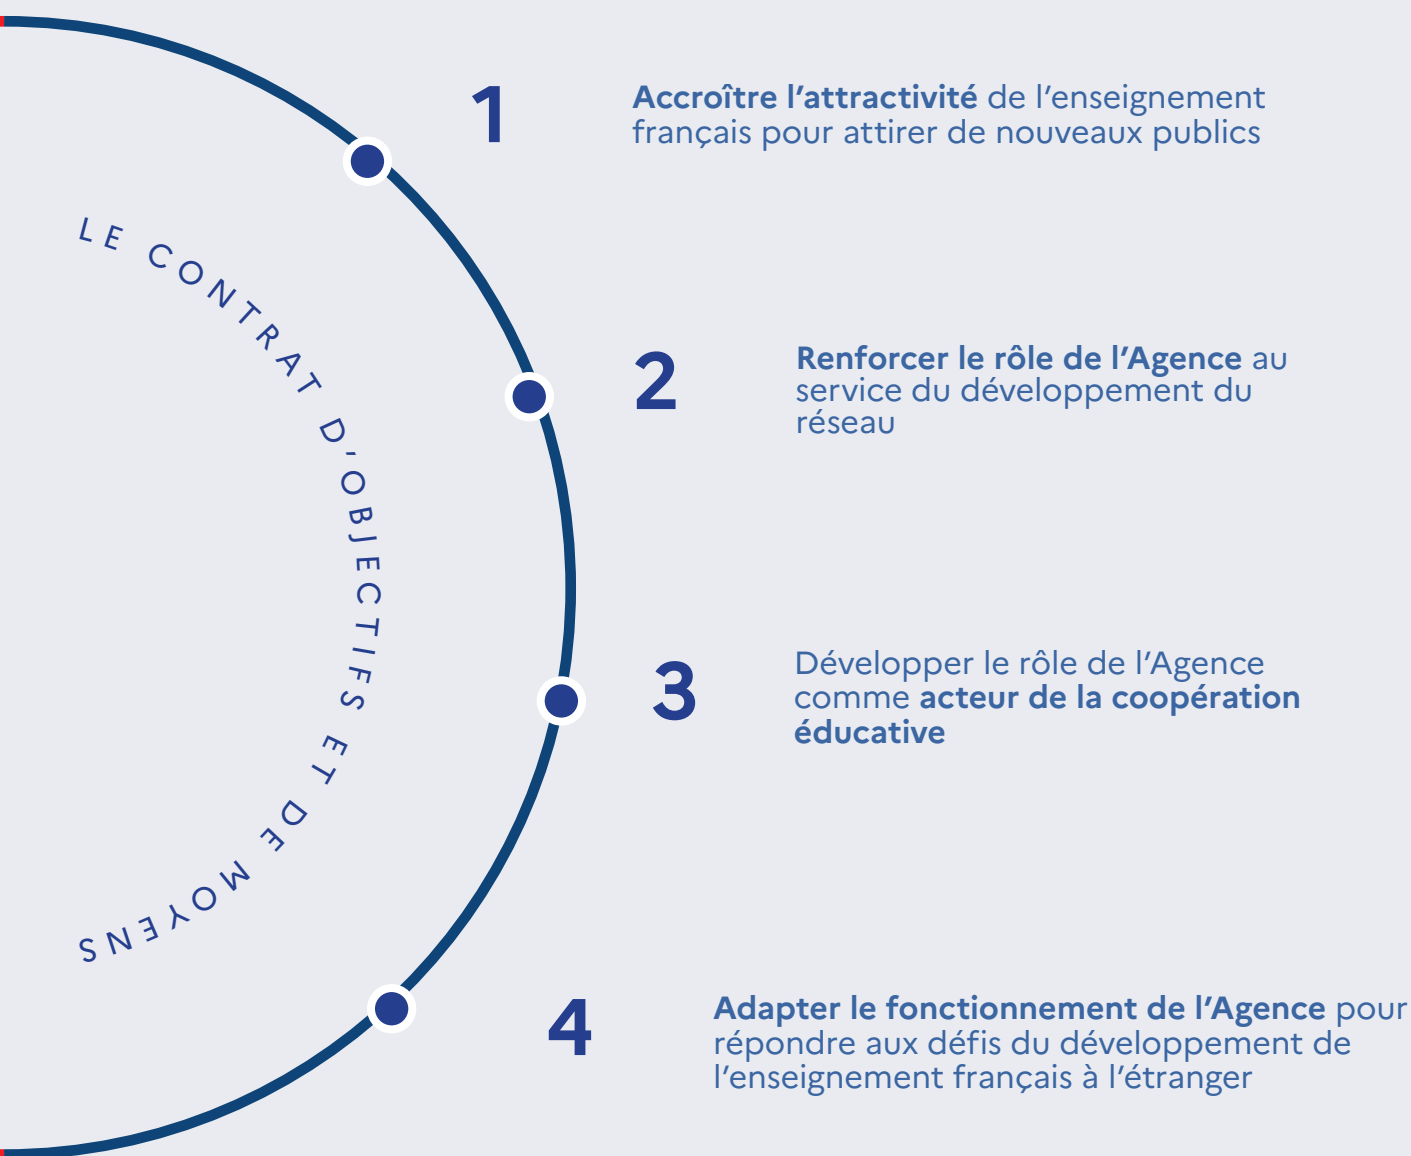 LE CONTRAT D'OBJECTIFS ET DE MOYENS
1
Accroître l'attractivité de l'enseignement
français pour attirer de nouveaux publics
2
Renforcer le rôle de l'Agence au
service du développement du
réseau
3
Développer le rôle de l'Agence
comme acteur de la coopération
éducative
4
Adapter le fonctionnement de l'Agence pour
répondre aux défis du développement de
l'enseignement français à l'étranger